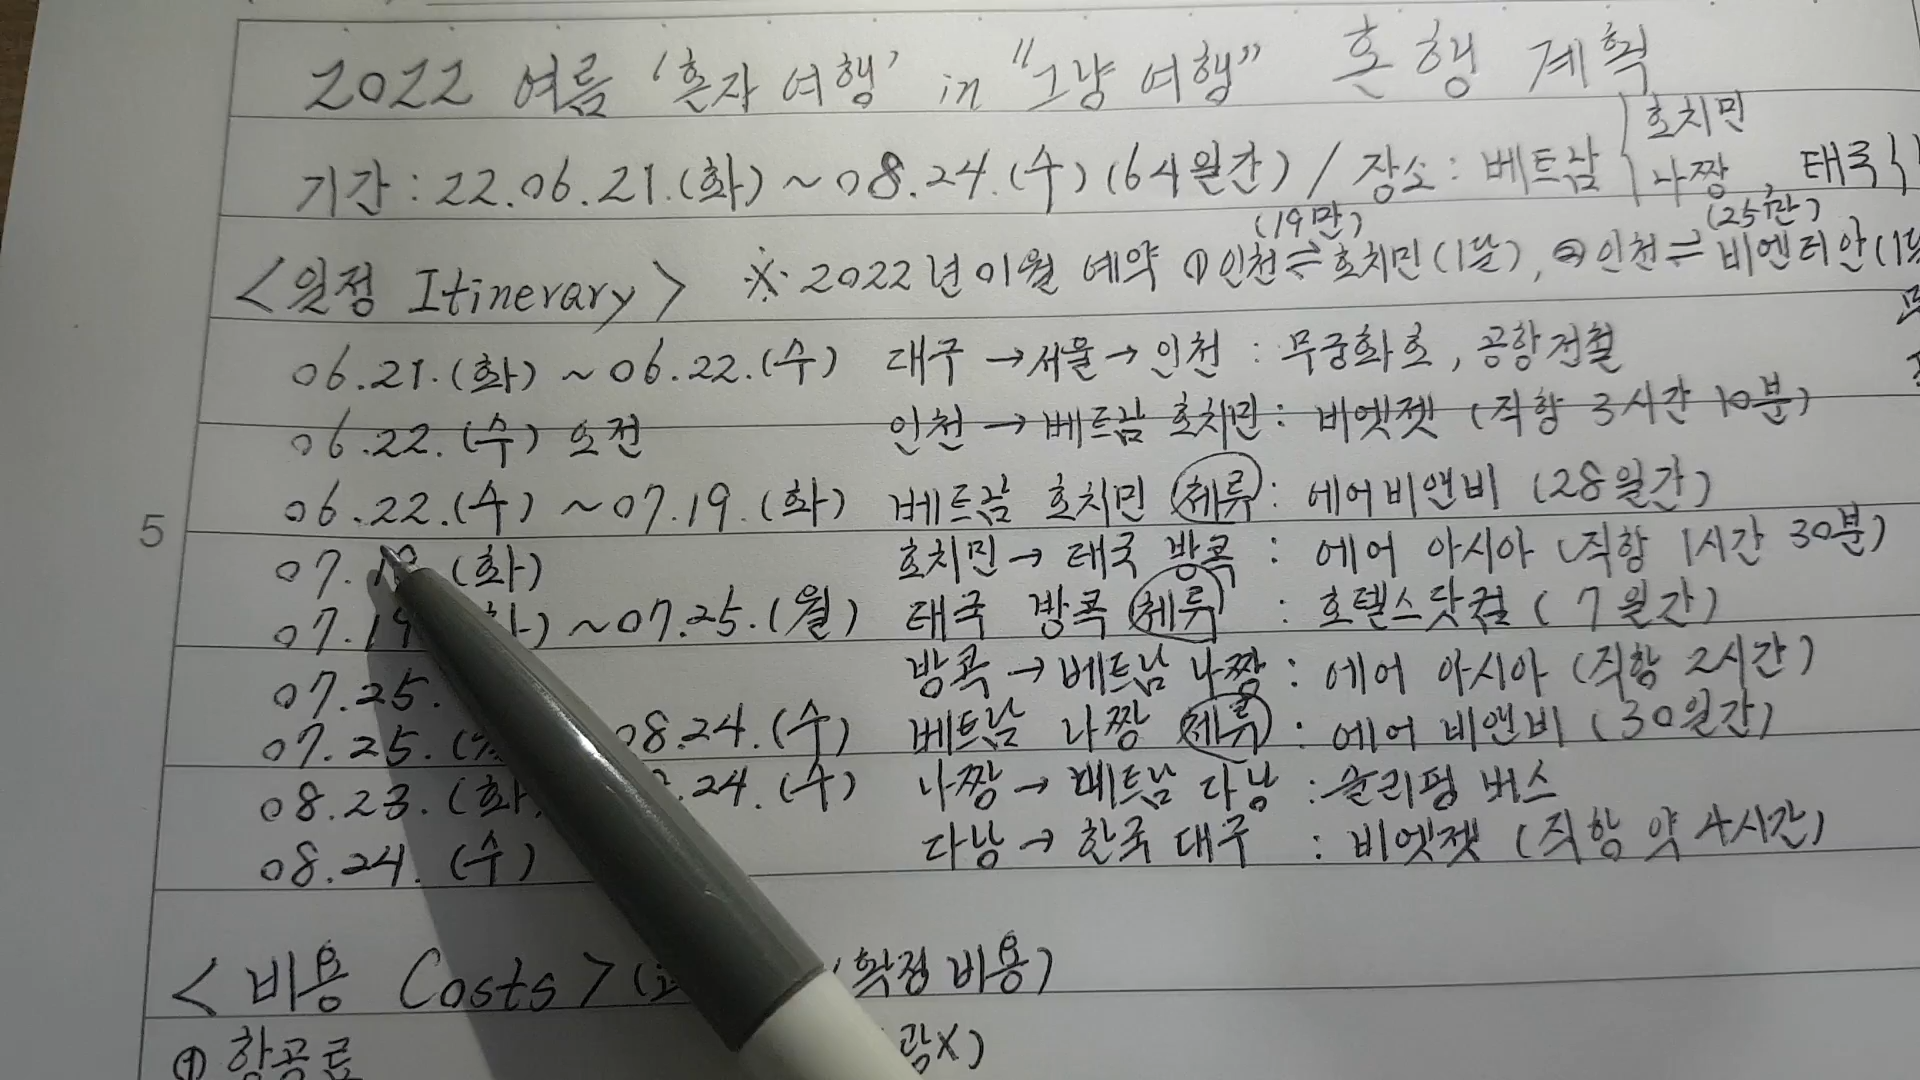 2022 여름 '혼자여행' in "그냥 여행" 혼행 계획
기간 : 22.06.21.(화) ~ 08.24.(수) (64일간) / 장소 : 베트남 { 호치민 나짱, 태국 {
(19만) (25만)
<일정 Itinerary> ※ 2022년 01월 예약 ① 인천 ⇌ 호치민 (1달), ② 인천 ⇌ 비엔티안 (1달
06.21.(화) ~ 06.22.(수) 대구 → 서울 → 인천 : 무궁화호, 공항전철
06.22.(수) 오전 인천 → 베트남 호치민 : 비엣젯 (직항 3시간 10분)
06.22.(수) ~ 07.19.(화) 베트남 호치민 체류 : 에어비앤비 (28일간)
07.19 (화) 호치민 → 태국 방콕 : 에어 아시아 (직항 1시간 30분)
07.19 ~ 07.25.(월) 태국 방콕 체류 : 호텔스닷컴 (7일간)
07.25. 방콕 → 베트남 나짱 : 에어 아시아 (직항 2시간)
07.25. 08.24.(수) 베트남 나짱 체류 : 에어 비앤비 (30일간)
08.23.(화 .24.(수) 나짱 → 베트남 다낭 : 슬리핑 버스
08.24.(수) 다낭 → 한국 대구 : 비엣젯 (직항 약 4시간)
5
<비용 Costs> (확정 비용)
① 항공료 광X)